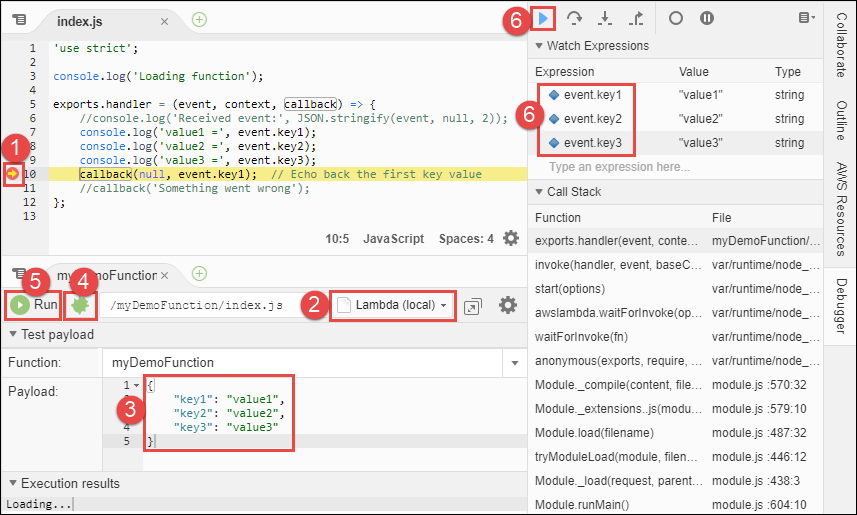 index.js
1 'use strict';
2
3 console.log('Loading function');
4
5 exports.handler = (event, context, callback) => {
6 //console.log('Received event:', JSON.stringify(event, null, 2));
7 console.log('value1 =', event.key1);
8 console.log('value2 =', event.key2);
9 console.log('value3 =', event.key3);
1
10 callback(null, event.key1);  // Echo back the first key value
11 //callback('Something went wrong');
12 };
13
10:5 JavaScript Spaces: 4
myDemoFunction
5
4
Run
/myDemoFunction/index.js
2
Lambda (local)
Test payload
Function: myDemoFunction
Payload:
1 {
"key1": "value1",
3
"key2": "value2",
4 "key3": "value3"
5 }
Execution results
Loading...
6
Watch Expressions
Expression Value Type
event.key1 "value1" string
6
event.key2 "value2" string
event.key3 "value3" string
Type an expression here...
Call Stack
Function File
exports.handler(event, conte... myDemoFunction/...
invoke(handler, event, baseC... var/runtime/node_...
start(options) var/runtime/node_...
awslambda.waitForInvoke(op... var/runtime/node_...
waitForInvoke(fn) var/runtime/node_...
anonymous(exports, require, ... var/runtime/node_...
Module._compile(content, file... module.js :570:32
Module._extensions..js(modu... module.js :579:10
Module.load(filename) module.js :487:32
tryModuleLoad(module, filen... module.js :446:12
Module._load(request, parent... module.js :438:3
Module.runMain() module.js :604:10
Collaborate
Outline
AWS Resources
Debugger